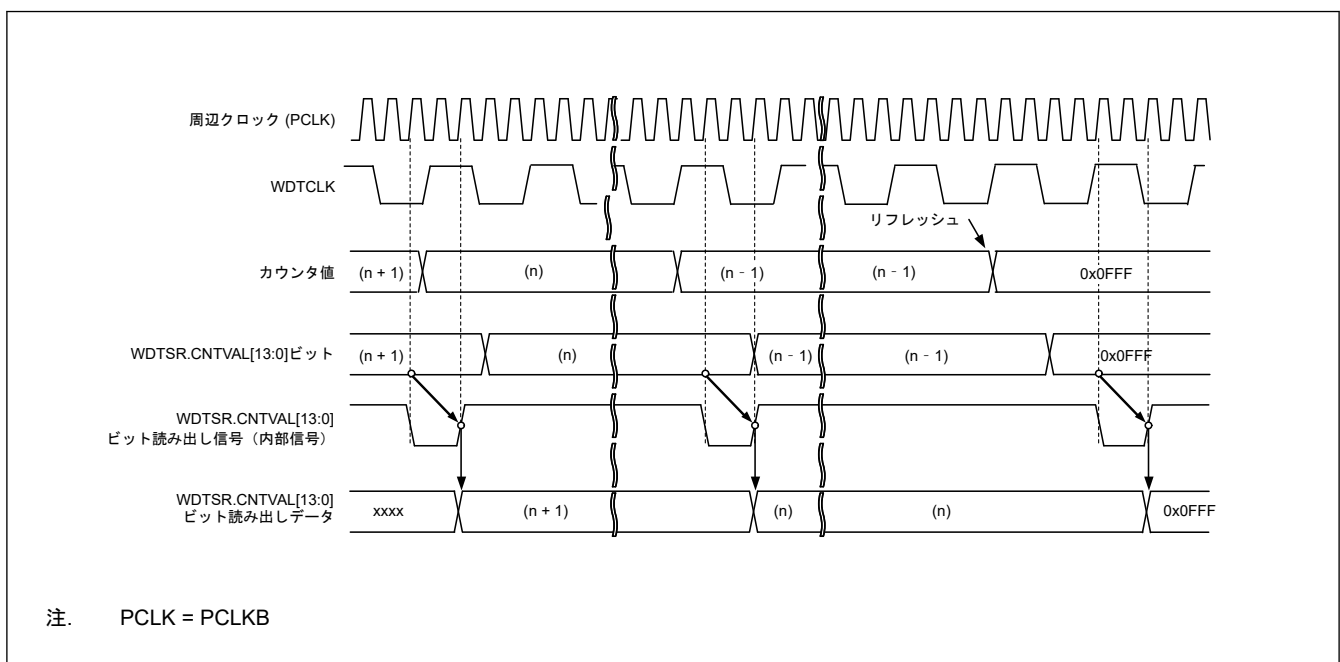 周辺クロック (PCLK)
WDTCLK
リフレッシュ
カウンタ値 (n + 1) (n) (n - 1) (n - 1) 0x0FFF
WDTSR.CNTVAL[13:0]ビット (n + 1) (n) (n - 1) (n - 1) 0x0FFF
WDTSR.CNTVAL[13:0]
ビット読み出し信号（内部信号）
WDTSR.CNTVAL[13:0]
ビット読み出しデータ xxxx (n + 1) (n) (n) 0x0FFF
注. PCLK = PCLKB